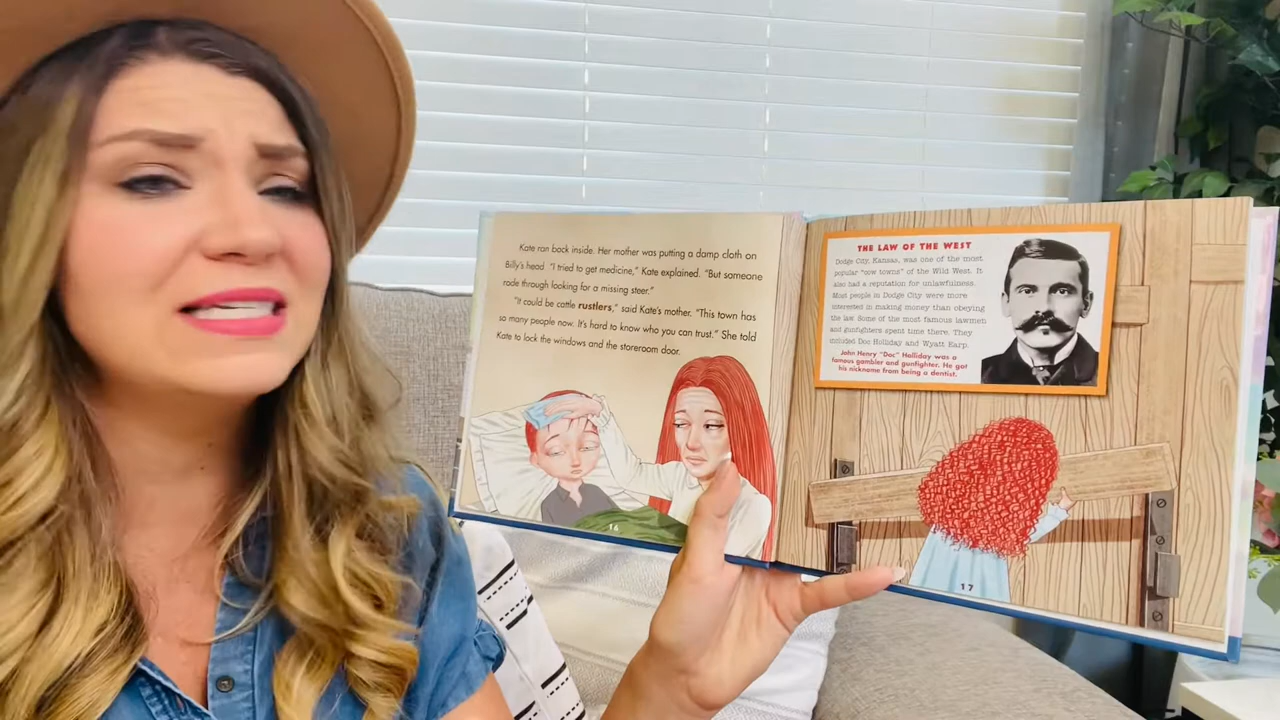 Kate ran back inside. Her mother was putting a damp cloth on
Billy's head. "I tried to get medicine," Kate explained. "But someone
rode through looking for a missing steer."
"It could be cattle rustlers," said Kate's mother. "This town has
so many people now. It's hard to know who you can trust." She told
Kate to lock the windows and the storeroom door.
16
THE LAW OF THE WEST
Dodge City, Kansas, was one of the most
popular "cow towns" of the Wild West. It
also had a reputation for unlawfulness.
Most people in Dodge City were more
interested in making money than obeying
the law. Some of the most famous lawmen
and gunfighters spent time there. They
included Doc Holliday and Wyatt Earp.
John Henry "Doc" Holliday was a
famous gambler and gunfighter. He got
his nickname from being a dentist.
17